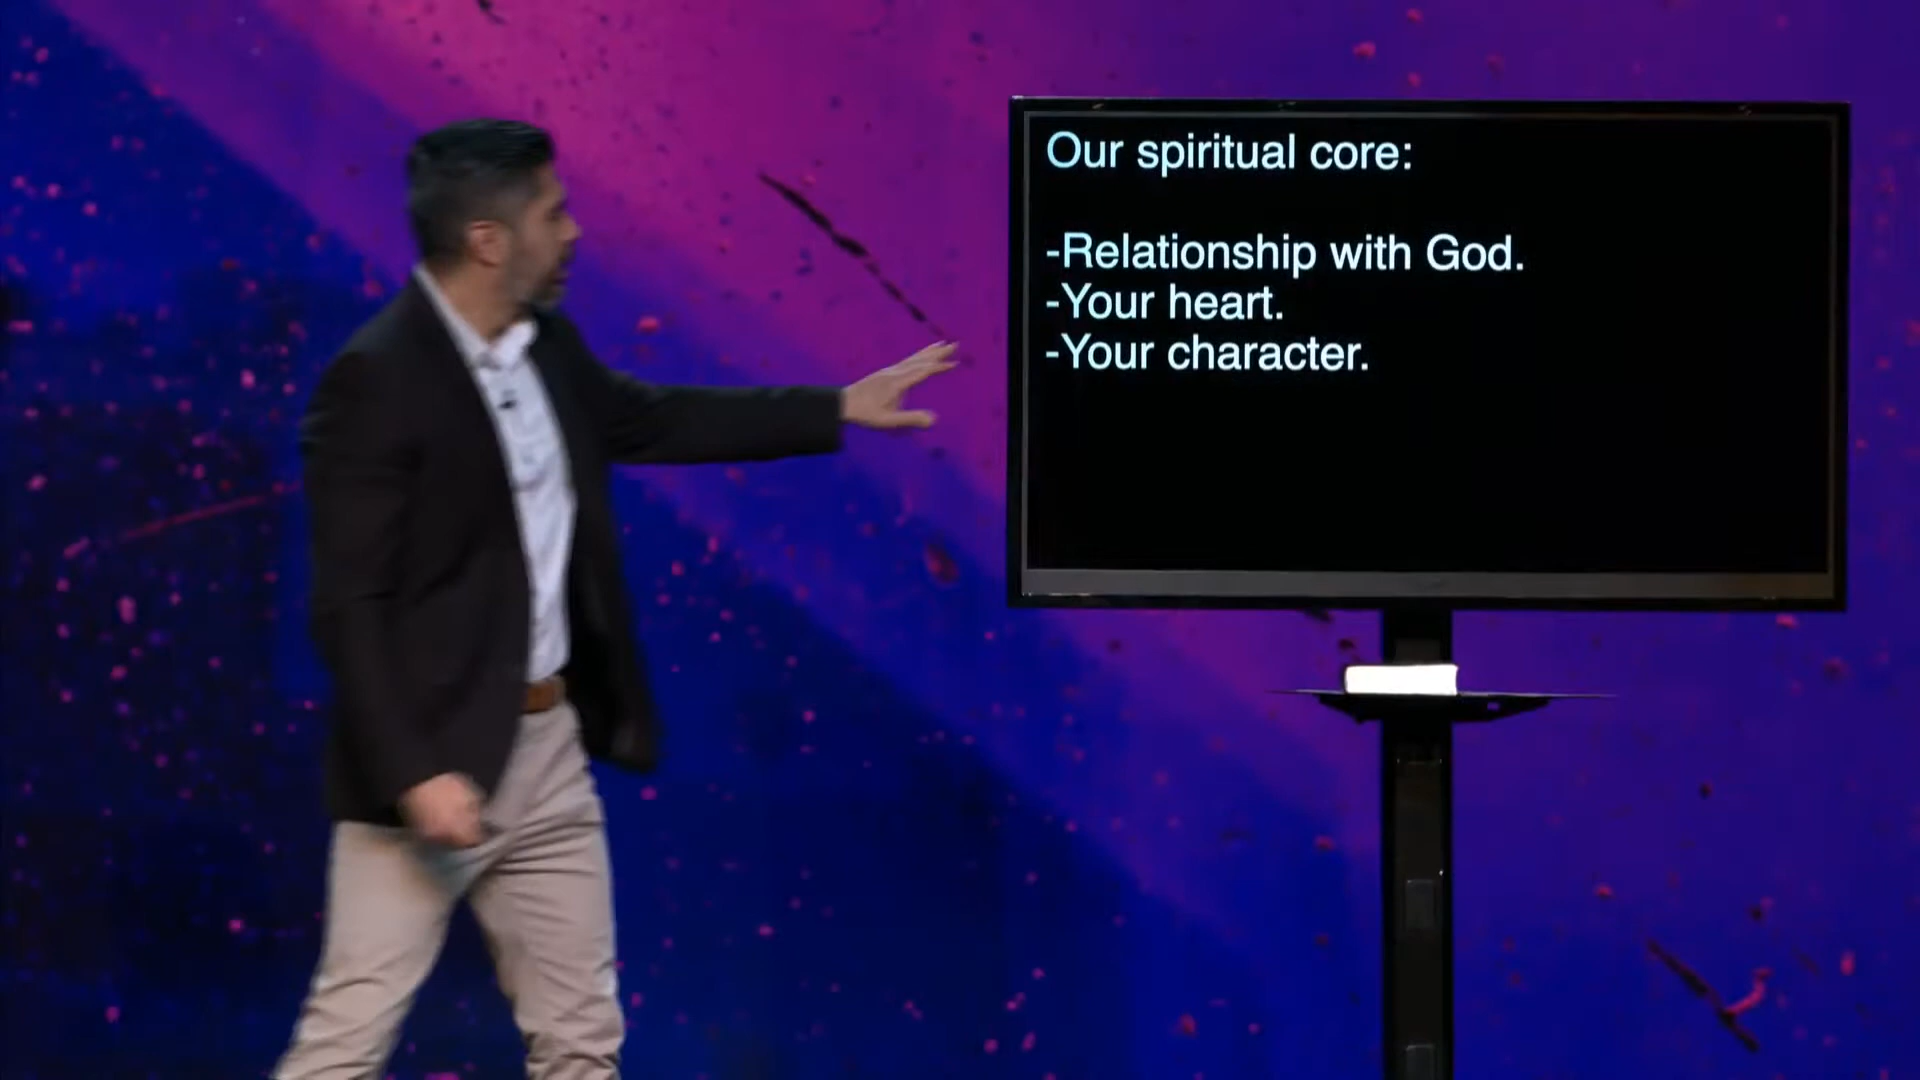 Our spiritual core:
-Relationship with God.
-Your heart.
-Your character.